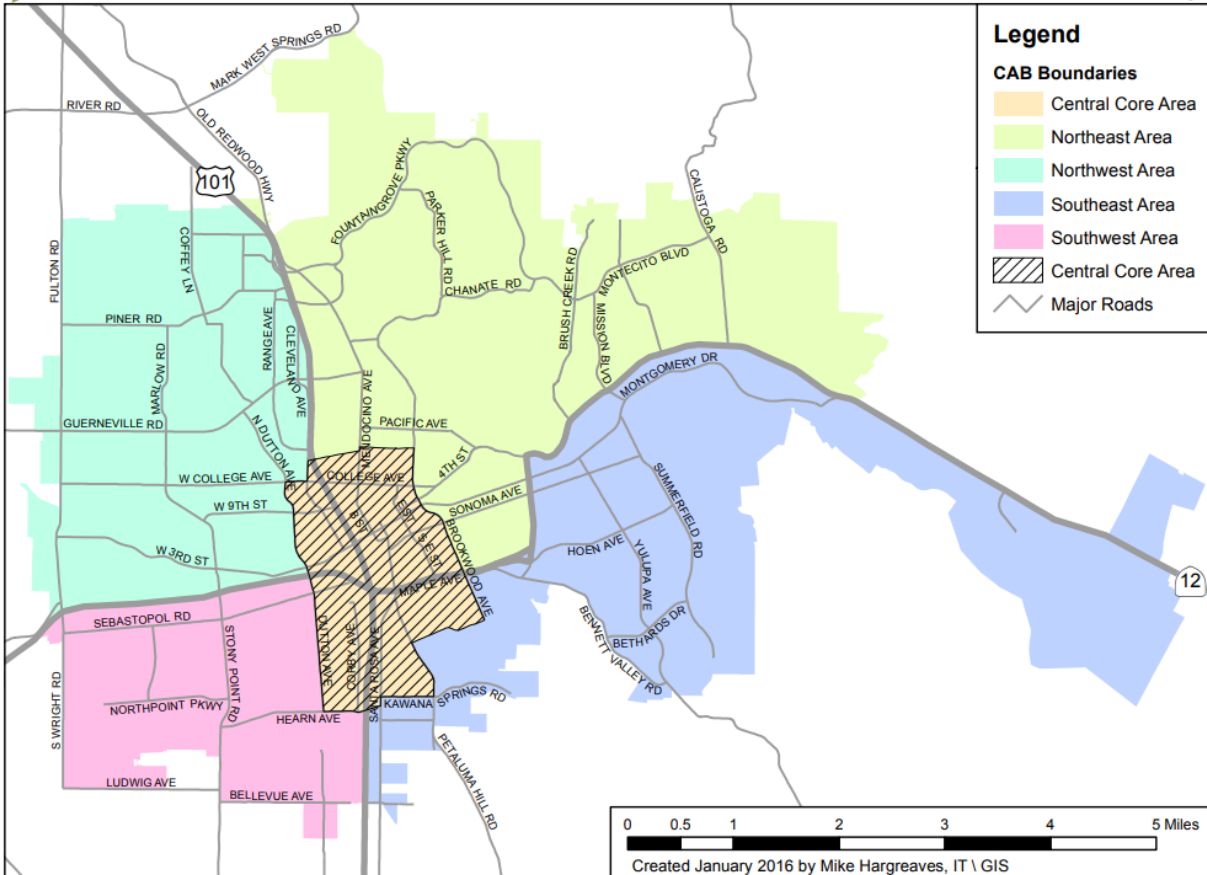 Legend
CAB Boundaries
Central Core Area
Northeast Area
Northwest Area
Southeast Area
Southwest Area
Central Core Area
Major Roads
MARK WEST SPRINGS RD
RIVER RD
OLD REDWOOD HWY
101
FOUNTAINGROVE PKWY
PARKER HILL RD
CALISTOGA RD
COFFEY LN
FULTON RD
MONTECITO BLVD
BRUSH CREEK RD
CHANATE RD
MISSION BLVD
PINER RD
RANGE AVE
CLEVELAND AVE
MARLOW RD
MONTGOMERY DR
MENDOCINO AVE
GUERNEVILLE RD
N DUTTON AVE
PACIFIC AVE
4TH ST
W COLLEGE AVE
COLLEGE AVE
SUMMERFIELD RD
SONOMA AVE
W 9TH ST
B ST
E ST
S E ST
BROOKWOOD AVE
W 3RD ST
HOEN AVE
YULUPA AVE
12
MAPLE AVE
SEBASTOPOL RD
BETHARDS DR
BENNETT VALLEY RD
STONY POINT RD
DUTTON AVE
CORBY AVE
SANTA ROSA AVE
S WRIGHT RD
NORTHPOINT PKWY
HEARN AVE
KAWANA SPRINGS RD
PETALUMA HILL RD
LUDWIG AVE
BELLEVUE AVE
0 0.5 1 2 3 4 5 Miles
Created January 2016 by Mike Hargreaves, IT \ GIS